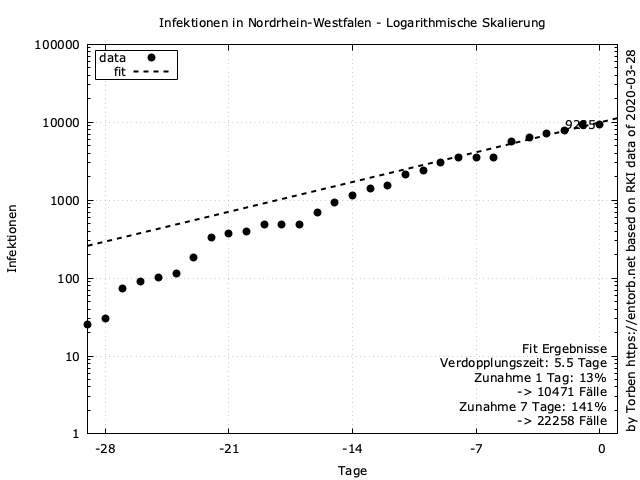 Infektionen in Nordrhein-Westfalen - Logarithmische Skalierung
100000
data
fit
10000
1000
100
10
1
Infektionen
Fit Ergebnisse
Verdopplungszeit: 5.5 Tage
Zunahme 1 Tag: 13%
-> 10471 Fälle
Zunahme 7 Tage: 141%
-> 22258 Fälle
-28
-21
-14
-7
0
Tage
by Torben https://entorb.net based on RKI data of 2020-03-28